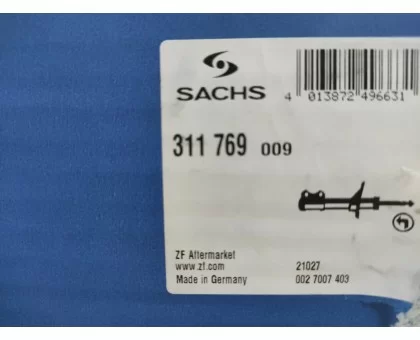 SACHS
4 013872 496631
311 769 009
ZF Aftermarket
www.zf.com
Made in Germany
21027
002 7007 403